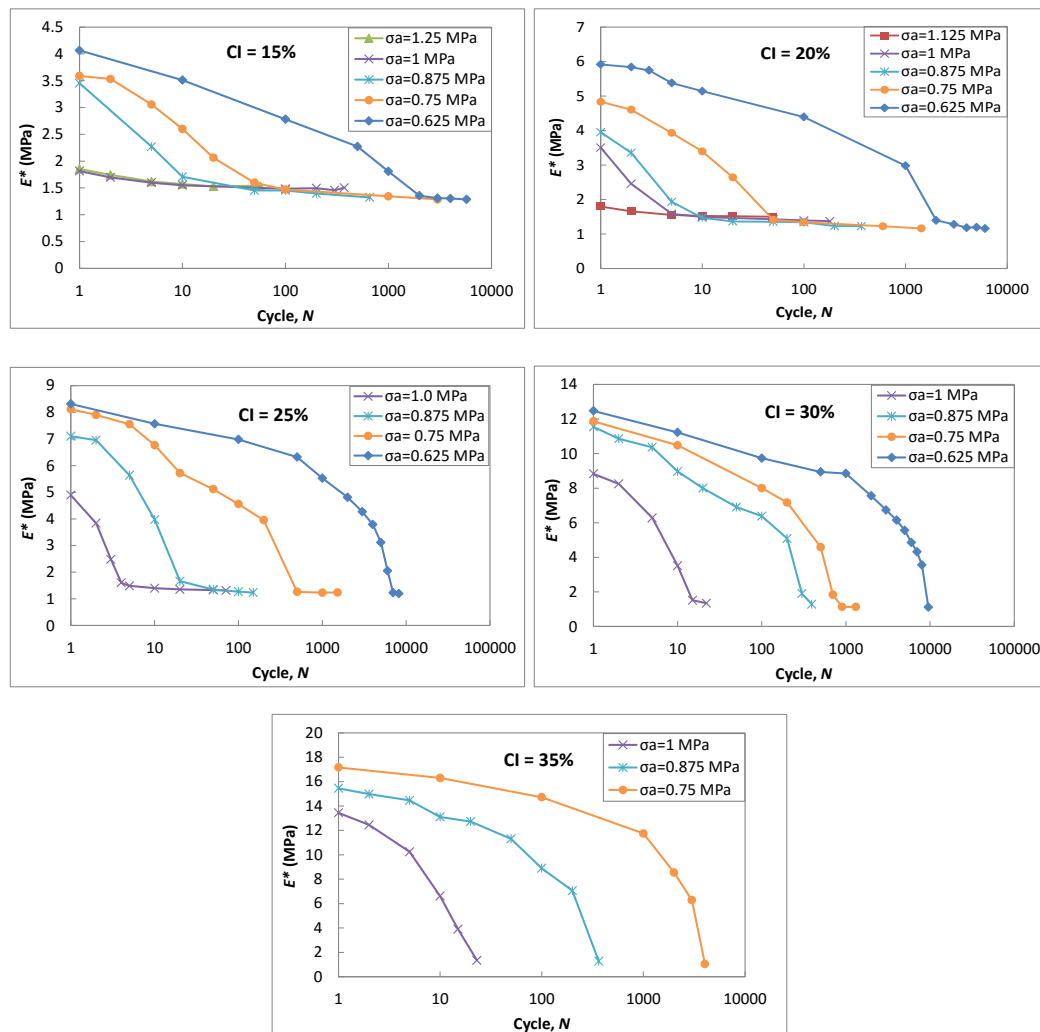 CI = 15%
σa=1.25 MPa
σa=1 MPa
σa=0.875 MPa
σa=0.75 MPa
σa=0.625 MPa
E* (MPa)
4.5
4
3.5
3
2.5
2
1.5
1
0.5
0
1 10 100 1000 10000
Cycle, N
CI = 20%
σa=1.125 MPa
σa=1 MPa
σa=0.875 MPa
σa=0.75 MPa
σa=0.625 MPa
E* (MPa)
7
6
5
4
3
2
1
0
1 10 100 1000 10000
Cycle, N
CI = 25%
σa=1.0 MPa
σa=0.875 MPa
σa= 0.75 MPa
σa=0.625 MPa
E* (MPa)
9
8
7
6
5
4
3
2
1
0
1 10 100 1000 10000 100000
Cycle, N
CI = 30%
σa=1 MPa
σa=0.875 MPa
σa=0.75 MPa
σa=0.625 MPa
E* (MPa)
14
12
10
8
6
4
2
0
1 10 100 1000 10000 100000
Cycle, N
CI = 35%
σa=1 MPa
σa=0.875 MPa
σa=0.75 MPa
E* (MPa)
20
18
16
14
12
10
8
6
4
2
0
1 10 100 1000 10000
Cycle, N